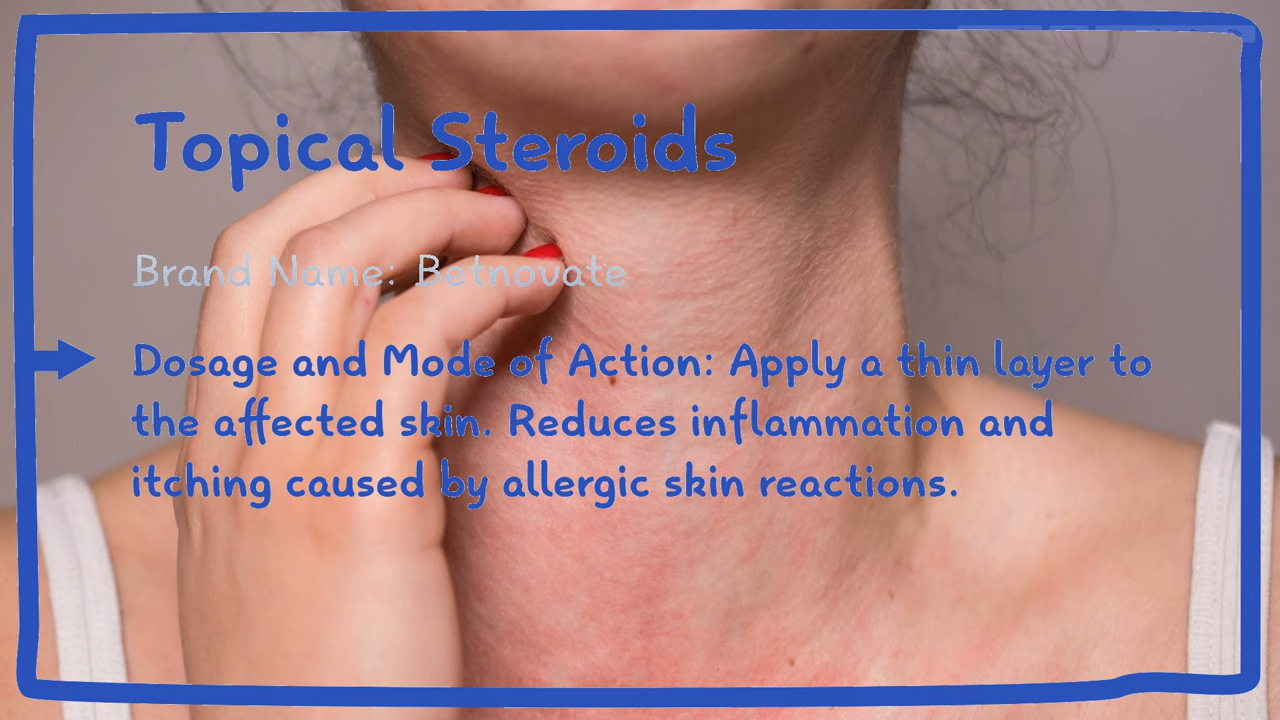 Topical Steroids
Brand Name: Betnovate
Dosage and Mode of Action: Apply a thin layer to
the affected skin. Reduces inflammation and
itching caused by allergic skin reactions.